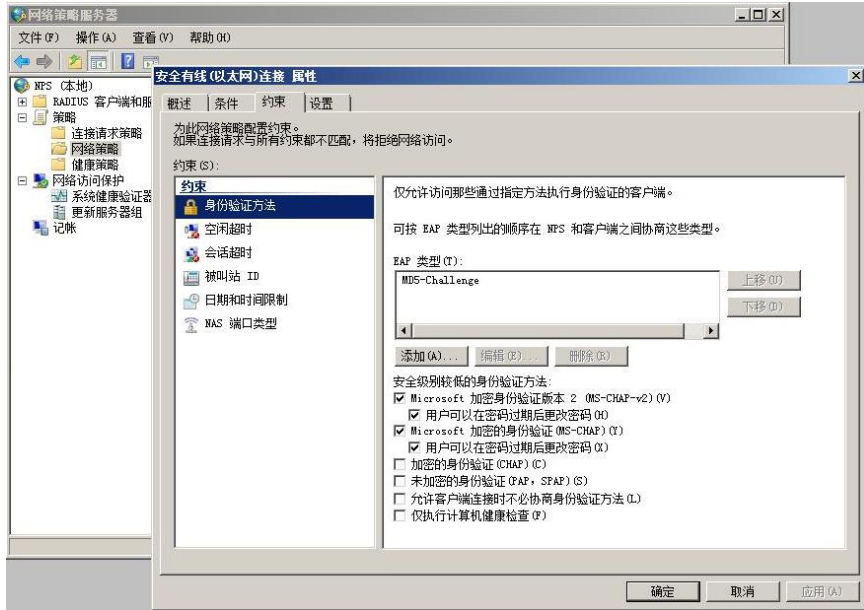 网络策略服务器
文件(F) 操作(A) 查看(V) 帮助(H)
NPS (本地)
RADIUS 客户端和服
策略
连接请求策略
网络策略
健康策略
网络访问保护
系统健康验证器
更新服务器组
记帐
安全有线(以太网)连接 属性
概述 条件 约束 设置
为此网络策略配置约束。
如果连接请求与所有约束都不匹配，将拒绝网络访问。
约束(S):
约束
身份验证方法
空闲超时
会话超时
被叫站 ID
日期和时间限制
NAS 端口类型
仅允许访问那些通过指定方法执行身份验证的客户端。
可按 EAP 类型列出的顺序在 NPS 和客户端之间协商这些类型。
EAP 类型(T):
MD5-Challenge
上移(U)
下移(D)
添加(A)... 编辑(E)... 删除(R)
安全级别较低的身份验证方法:
Microsoft 加密身份验证版本 2 (MS-CHAP-v2)(V)
用户可以在密码过期后更改密码(H)
Microsoft 加密的身份验证(MS-CHAP)(Y)
用户可以在密码过期后更改密码(X)
加密的身份验证(CHAP)(C)
未加密的身份验证(PAP，SPAP)(S)
允许客户端连接时不必协商身份验证方法(L)
仅执行计算机健康检查(F)
确定 取消 应用(A)